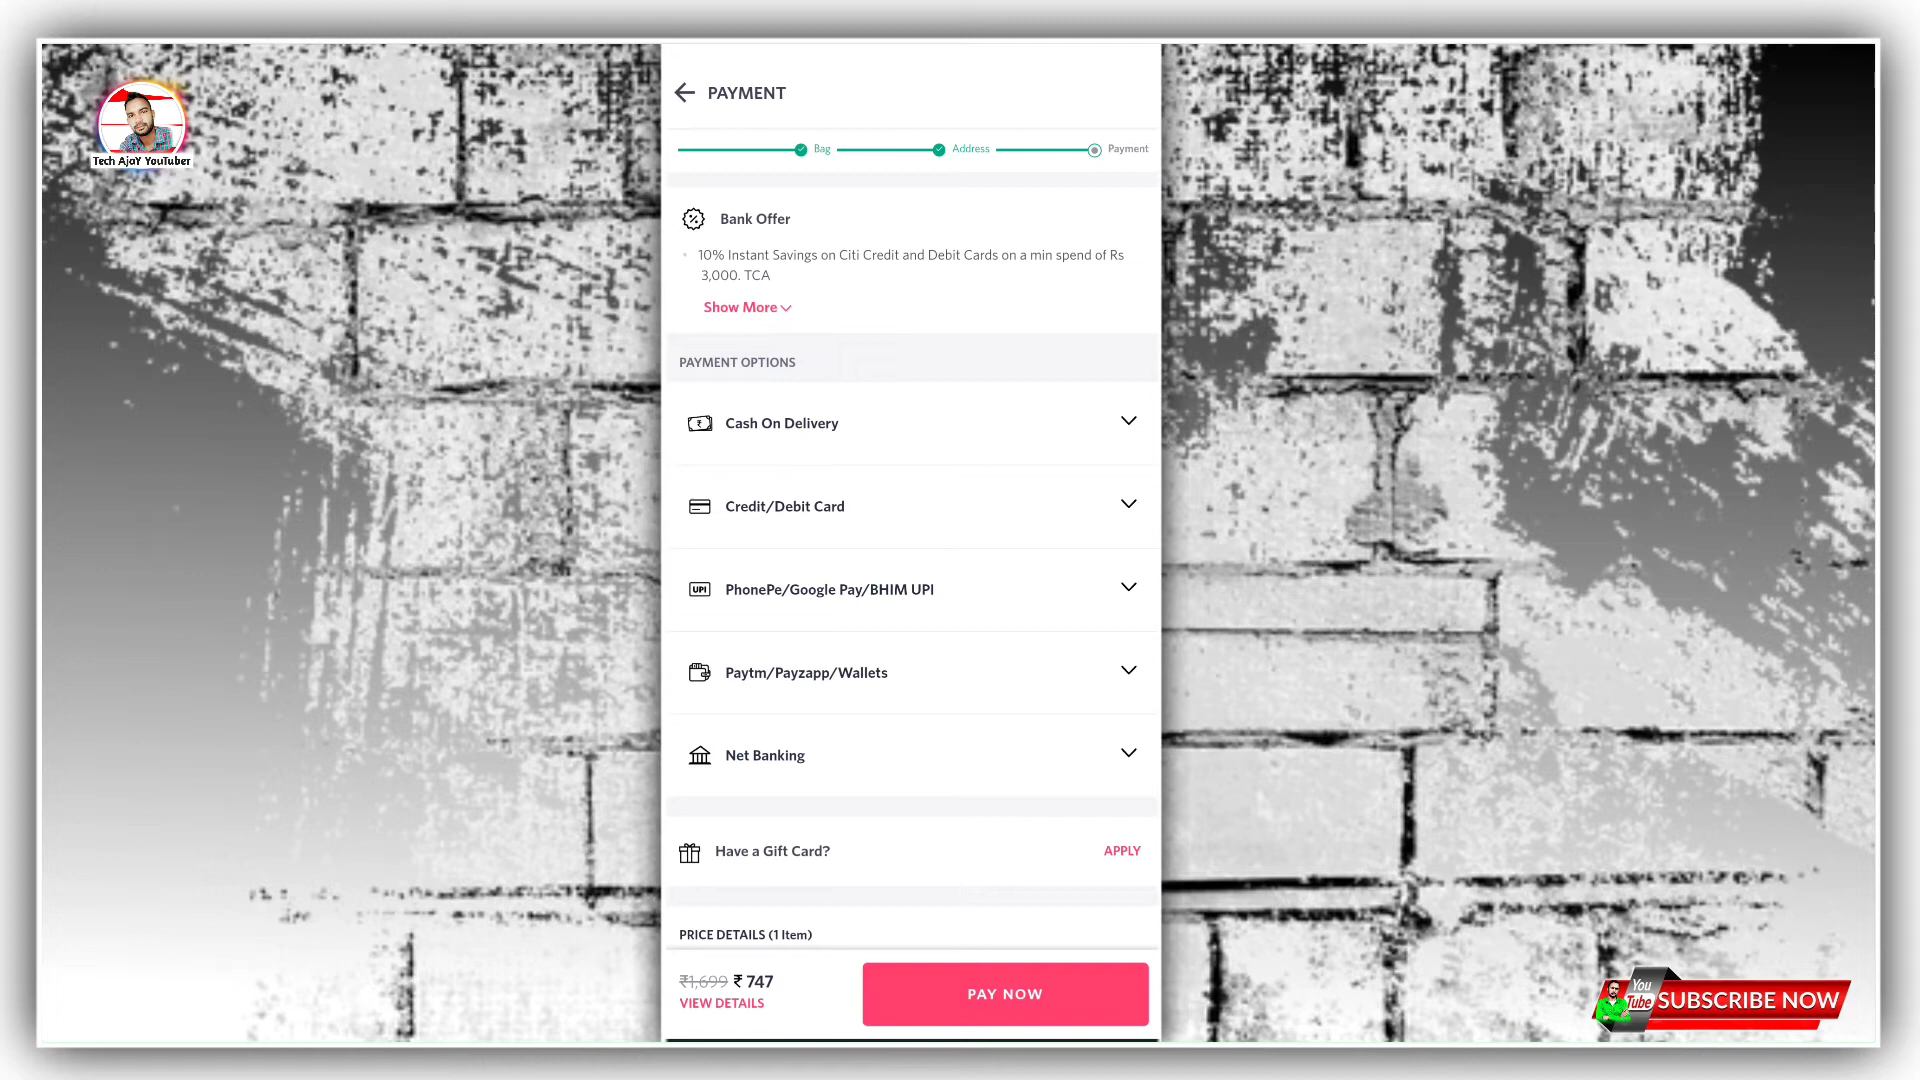 Tech AjaY YouTuber
PAYMENT
Bag
Address
Payment
Bank Offer
10% Instant Savings on Citi Credit and Debit Cards on a min spend of Rs
3,000. TCA
Show More
PAYMENT OPTIONS
Cash On Delivery
Credit/Debit Card
UPI
PhonePe/Google Pay/BHIM UPI
Paytm/Payzapp/Wallets
Net Banking
Have a Gift Card?
APPLY
PRICE DETAILS (1 Item)
₹1,699 ₹ 747
VIEW DETAILS
PAY NOW
You
Tube
SUBSCRIBE NOW